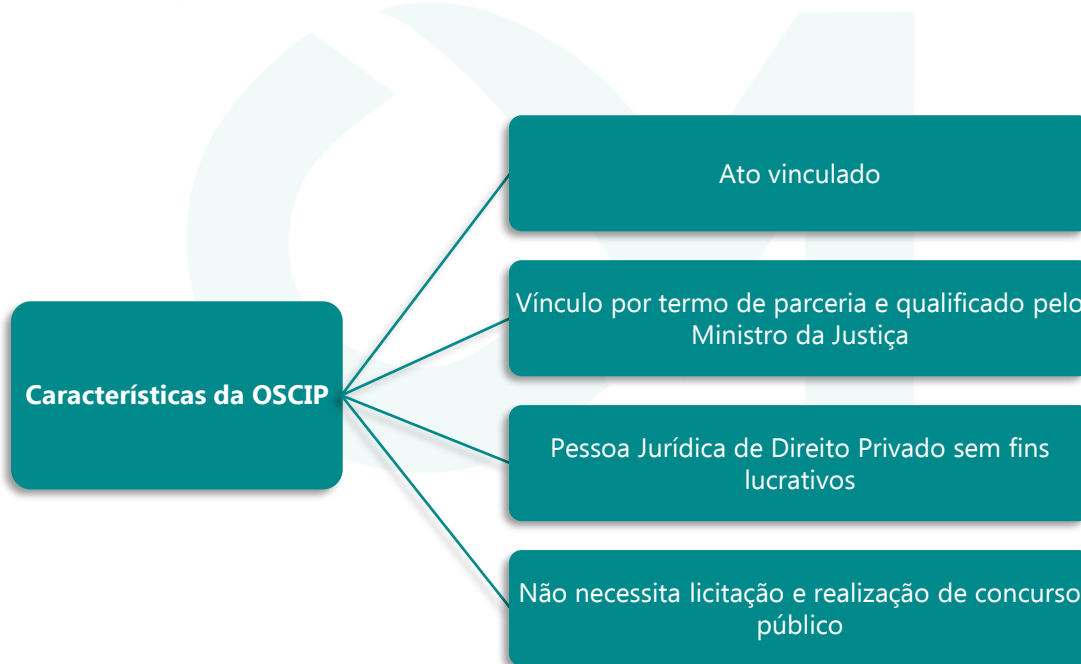 Ato vinculado
Vínculo por termo de parceria e qualificado pelo
Ministro da Justiça
Característícas da OSCIP
Pessoa Jurídica de Direito Privado sem fins
lucrativos
Não necessita licitação e realização de concurso
público